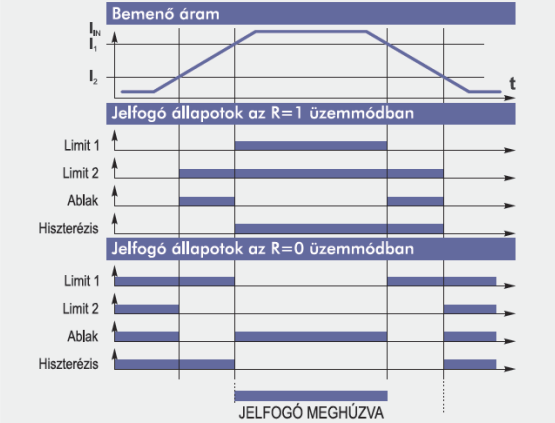 Bemenő áram
I_IN
I₁
I₂
t
Jelfogó állapotok az R=1 üzemmódban
Limit 1
Limit 2
Ablak
Hiszterézis
Jelfogó állapotok az R=0 üzemmódban
Limit 1
Limit 2
Ablak
Hiszterézis
JELFOGÓ MEGHÚZVA